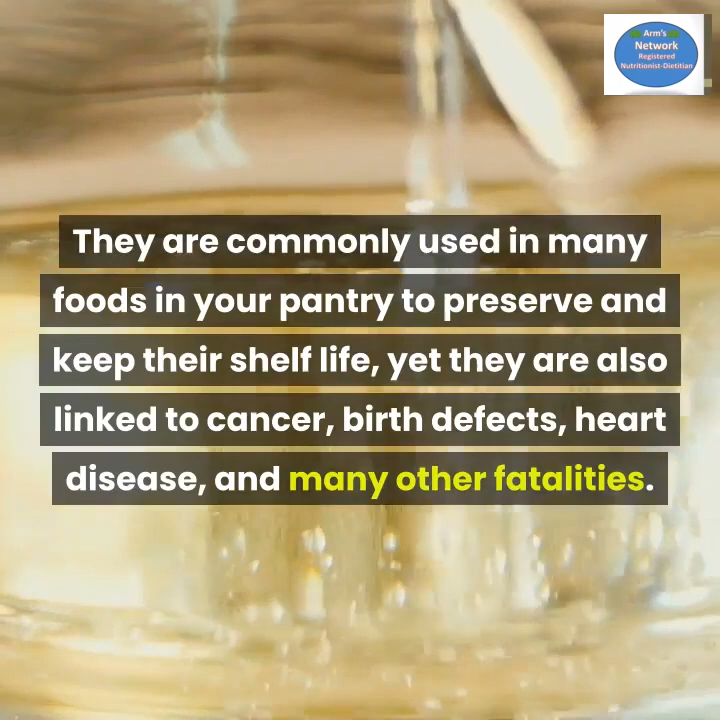 Arm's
Network
Registered
Nutritionist-Dietitian
They are commonly used in many
foods in your pantry to preserve and
keep their shelf life, yet they are also
linked to cancer, birth defects, heart
disease, and many other fatalities.